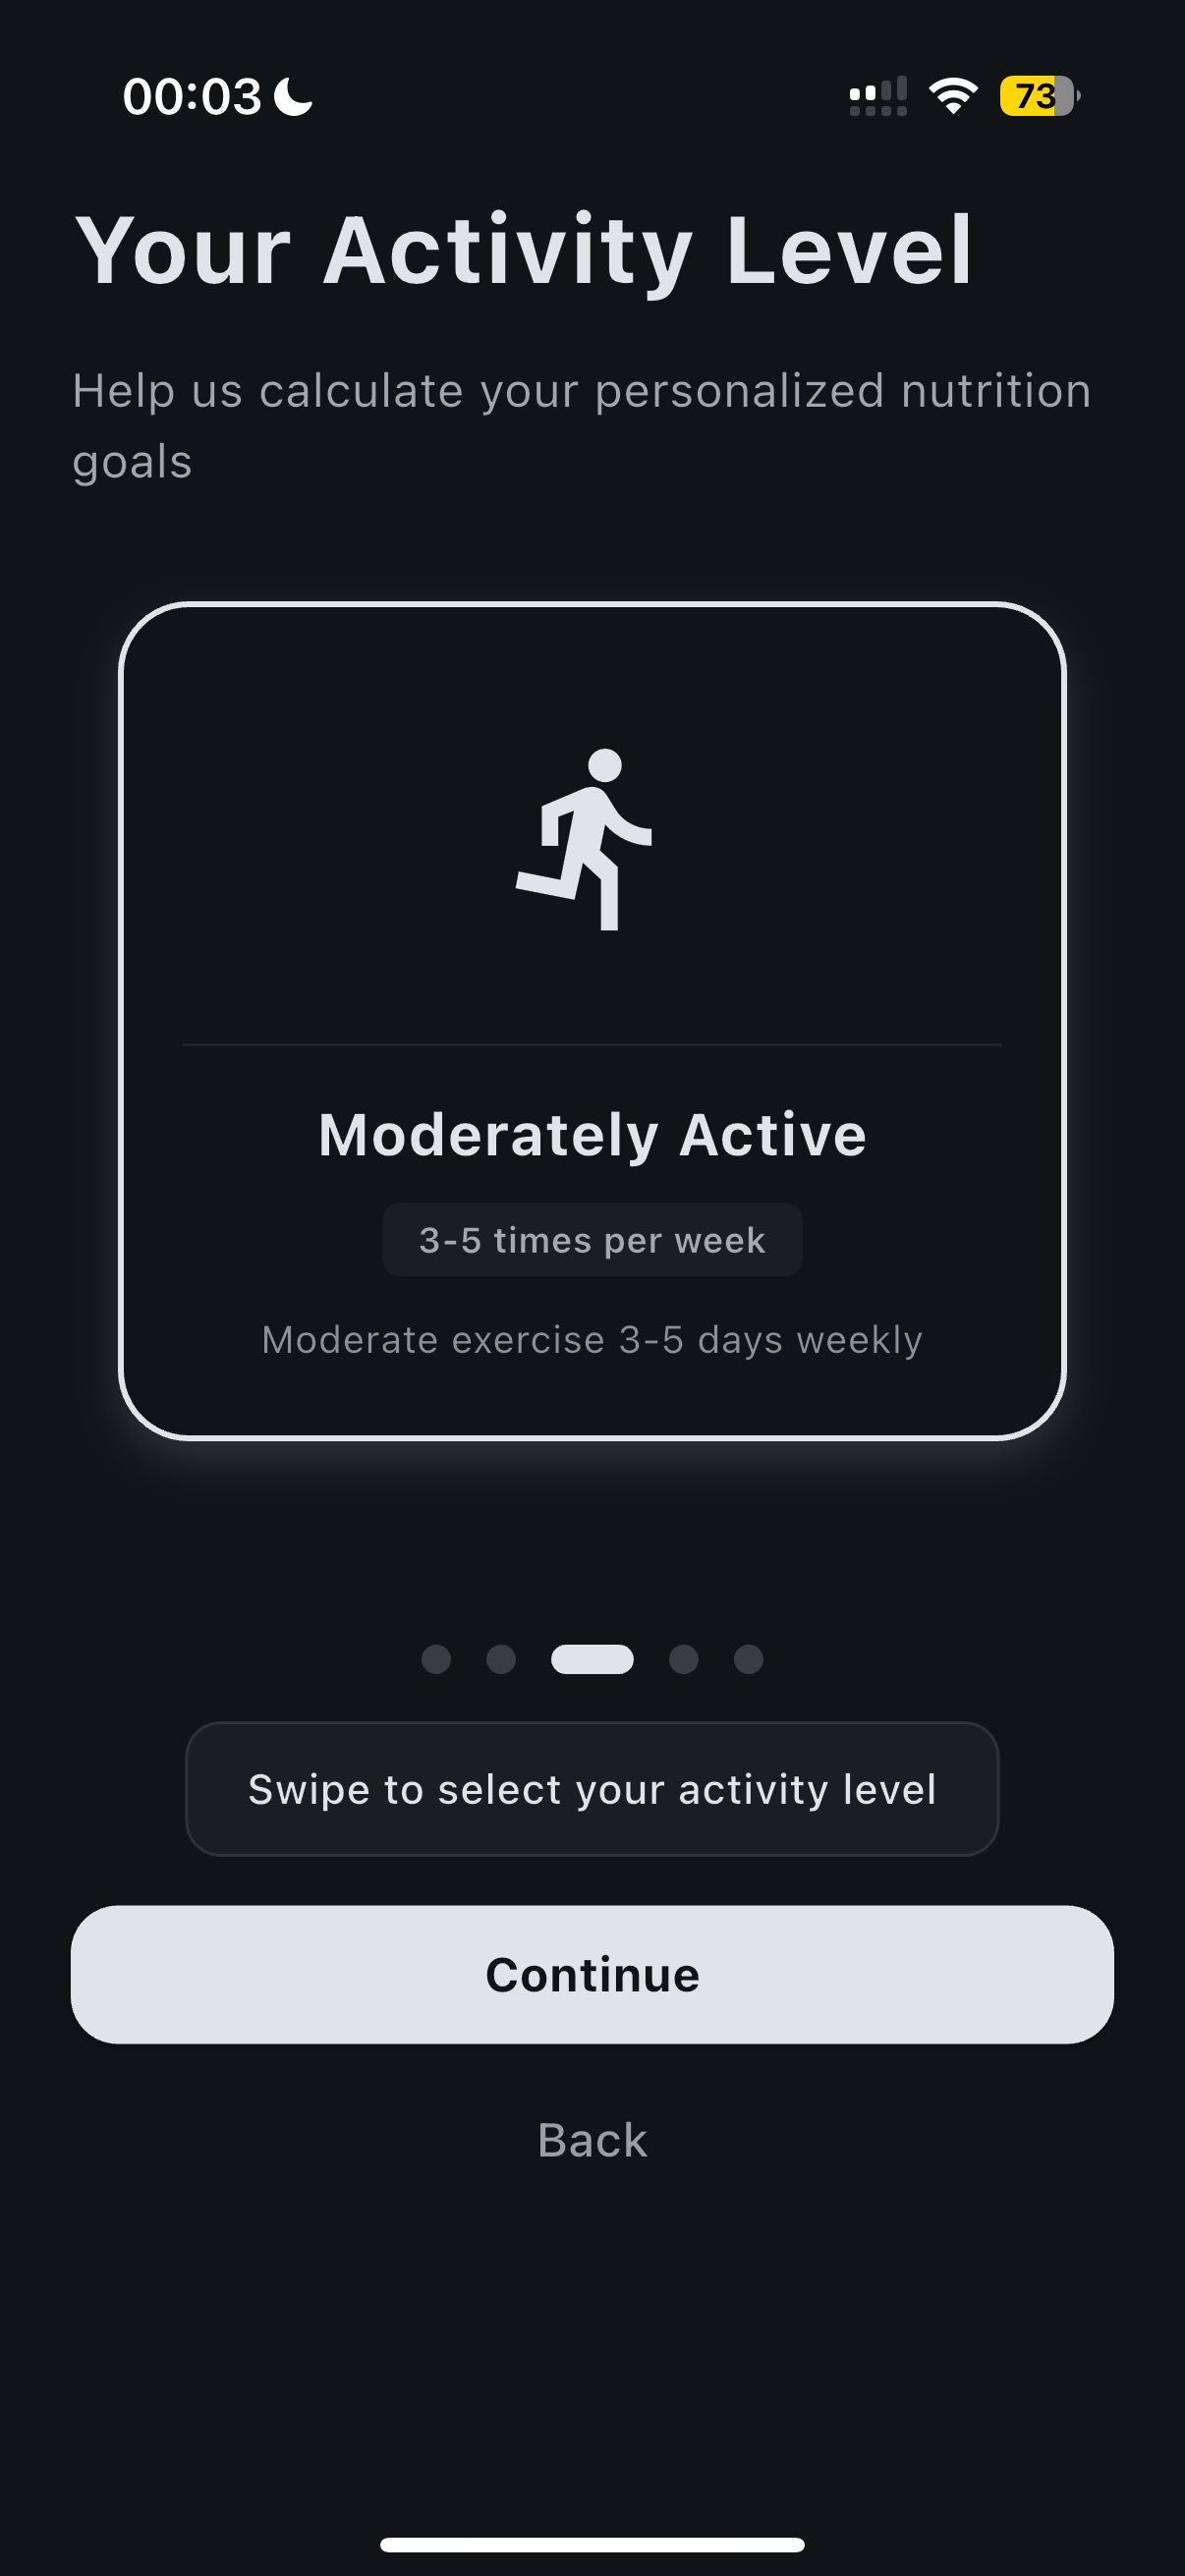 00:03
73
Your Activity Level
Help us calculate your personalized nutrition
goals
Moderately Active
3-5 times per week
Moderate exercise 3-5 days weekly
Swipe to select your activity level
Continue
Back